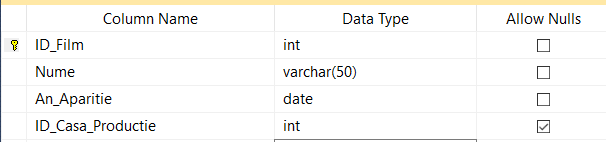 Column Name Data Type Allow Nulls
ID_Film int
Nume varchar(50)
An_Aparitie date
ID_Casa_Productie int